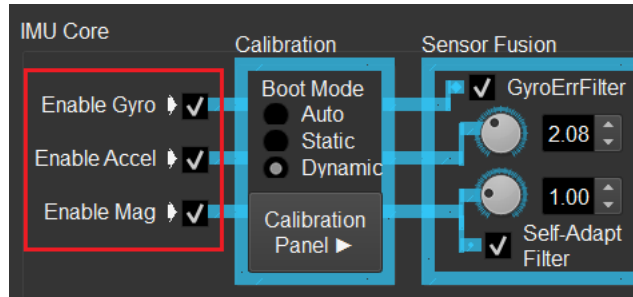 IMU Core
Calibration
Sensor Fusion
Enable Gyro
Enable Accel
Enable Mag
Boot Mode
Auto
Static
Dynamic
Calibration
Panel ►
GyroErrFilter
2.08
1.00
Self-Adapt
Filter